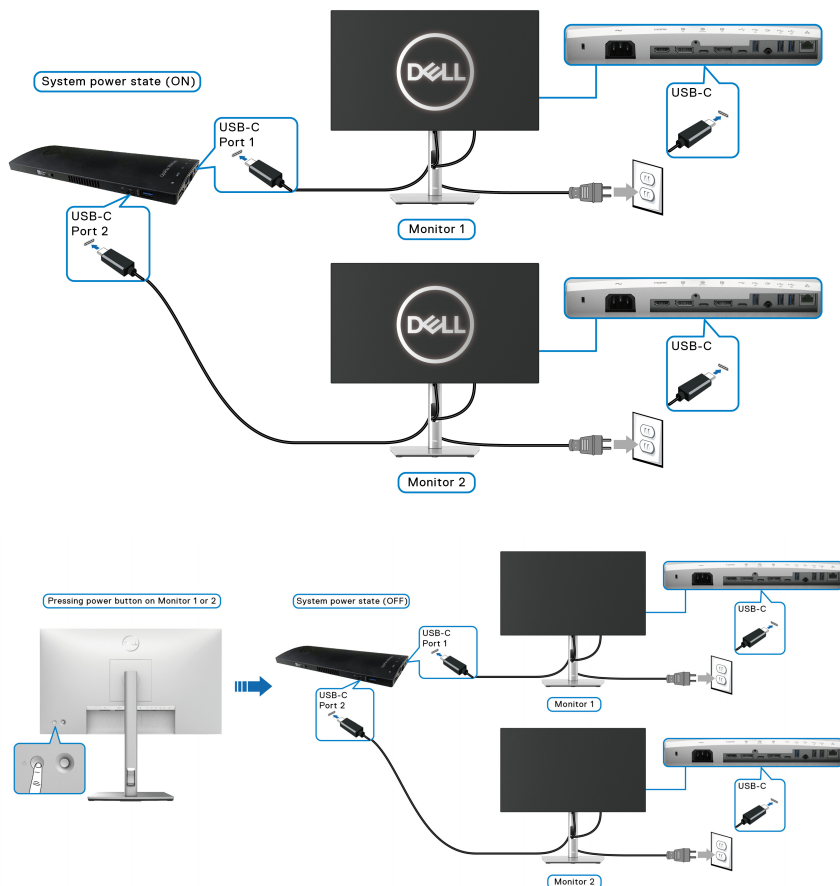 System power state (ON)
USB-C
Port 1
DELL
USB-C
Monitor 1
USB-C
Port 2
DELL
USB-C
Monitor 2
Pressing power button on Monitor 1 or 2
System power state (OFF)
USB-C
Port 1
USB-C
Monitor 1
USB-C
Port 2
USB-C
Monitor 2